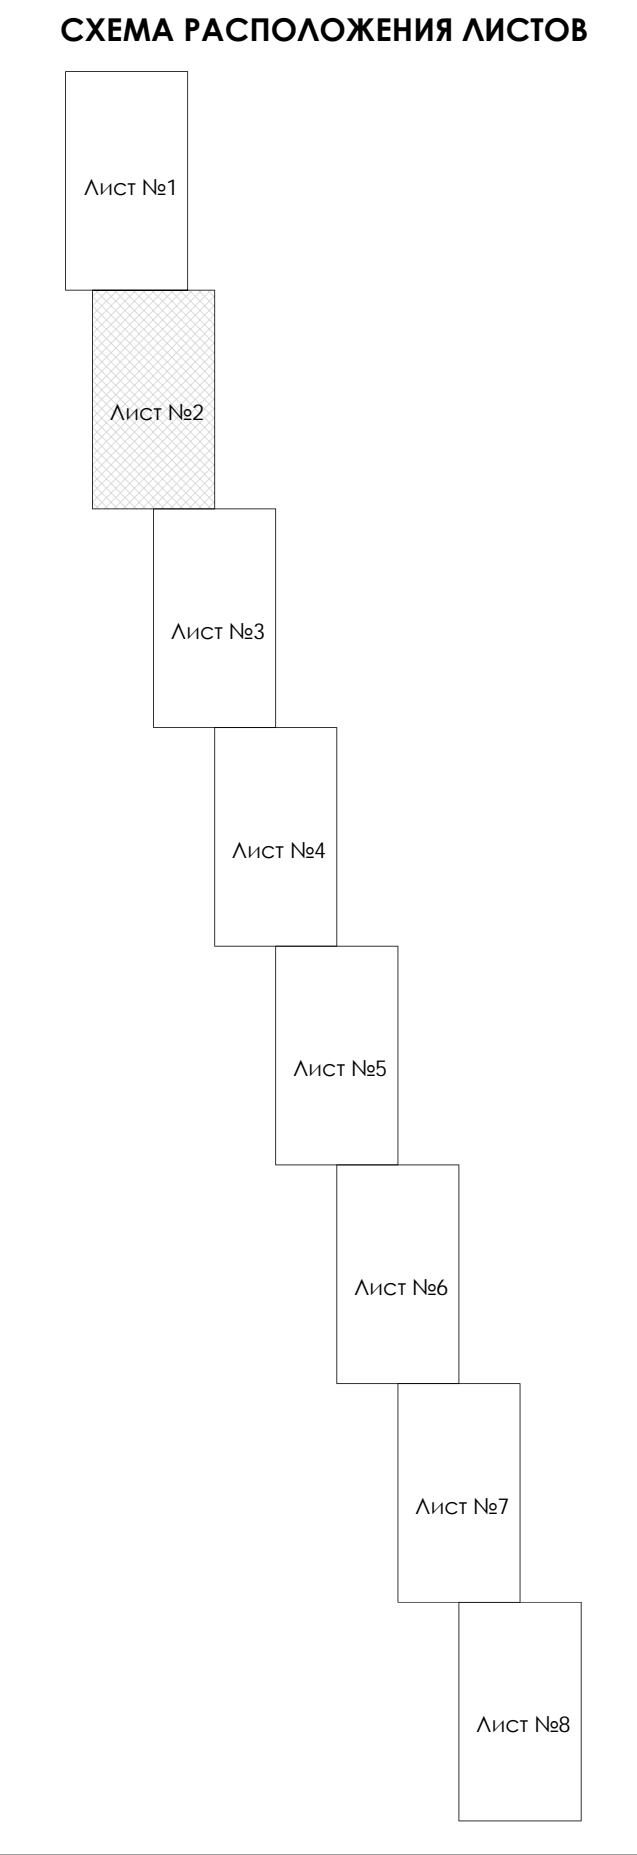 СХЕМА РАСПОЛОЖЕНИЯ ЛИСТОВ
Лист №1
Лист №2
Лист №3
Лист №4
Лист №5
Лист №6
Лист №7
Лист №8